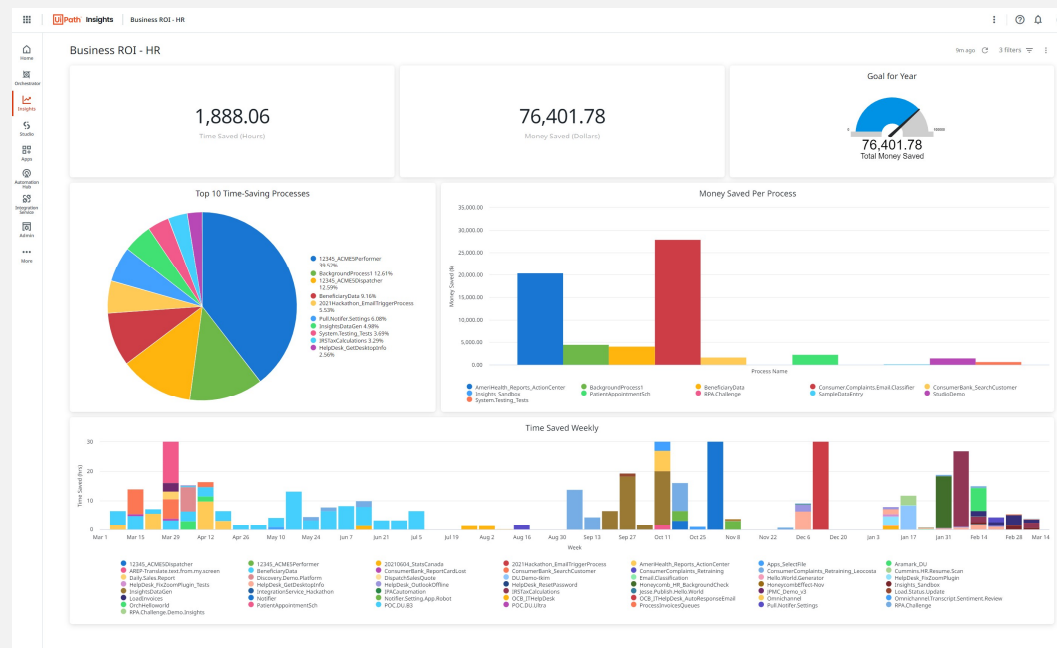 UiPath Insights Business ROI - HR
Home
Orchestrator
Insights
Studio
Apps
Automation
Hub
Integration
Service
Admin
More
Business ROI - HR
9m ago 3 filters
1,888.06
Time Saved (Hours)
76,401.78
Money Saved (Dollars)
Goal for Year
0
100000
76,401.78
Total Money Saved
Top 10 Time-Saving Processes
12345_ACMESPerformer
39.52%
BackgroundProcess1 12.61%
12345_ACMESDispatcher
12.59%
BeneficiaryData 9.16%
2021Hackathon_EmailTriggerProcess
5.53%
Pull.Notifer.Settings 6.08%
InsightsDataGen 4.98%
System.Testing_Tests 3.69%
IRSTaxCalculations 3.29%
HelpDesk_GetDesktopInfo
2.56%
Money Saved Per Process
35,000.00
30,000.00
25,000.00
20,000.00
15,000.00
10,000.00
5,000.00
0.00
Money Saved (k
Process Name
AmeriHealth_Reports_ActionCenter BackgroundProcess1 BeneficiaryData Consumer.Complaints.Email.Classifier ConsumerBank_SearchCustomer
Insights_Sandbox PatientAppointmentSch RPA.Challenge SampleDataEntry StudioDemo
System.Testing_Tests
Time Saved Weekly
30
20
10
0
Time Saved (hrs)
Mar 1 Mar 15 Mar 29 Apr 12 Apr 26 May 10 May 24 Jun 7 Jun 21 Jul 5 Jul 19 Aug 2 Aug 16 Aug 30 Sep 13 Sep 27 Oct 11 Oct 25 Nov 8 Nov 22 Dec 6 Dec 20 Jan 3 Jan 17 Jan 31 Feb 14 Feb 28 Mar 14
Week
12345_ACMESDispatcher 12345_ACMESPerformer 20210604_StatsCanada 2021Hackathon_EmailTriggerProcess AmeriHealth_Reports_ActionCenter Apps_SelectFile Aramark_DU
AREF-Translate.text.from.my.screen BeneficiaryData ConsumerBank_ReportCardLost ConsumerBank_SearchCustomer ConsumerComplaints_Retraining ConsumerComplaints_Retraining_Leocosta Cummins.HR.Resume.Scan
Daily.Sales.Report Discovery.Demo.Platform DispatchSalesQuote DU.Demo-tkim Email.Classification Hello.World.Generator HelpDesk_FixZoomPlugin
HelpDesk_FixZoomPlugin_Tests HelpDesk_GetDesktopInfo HelpDesk_OutlookOffline HelpDesk_ResetPassword Honeycomb_HR_BackgroundCheck HoneycombEffect-Nov Insights_Sandbox
InsightsDataGen IntegrationService_Hackathon IPACautomation IRSTaxCalculations Jesse.Publish.Hello.World JPMC_Demo_v3 Load.Status.Update
LoadInvoices Notifier Notifier.Setting.App.Robot OCB_ITHelpDesk OCB_ITHelpDesk_AutoResponseEmail Omnichannel Omnichannel.Transcript.Sentiment.Review
OrchHelloworld PatientAppointmentSch POC.DU.B3 POC.DU.Ultra ProcessInvoicesQueues Pull.Notifer.Settings RPA.Challenge
RPA.Challenge.Demo.Insights